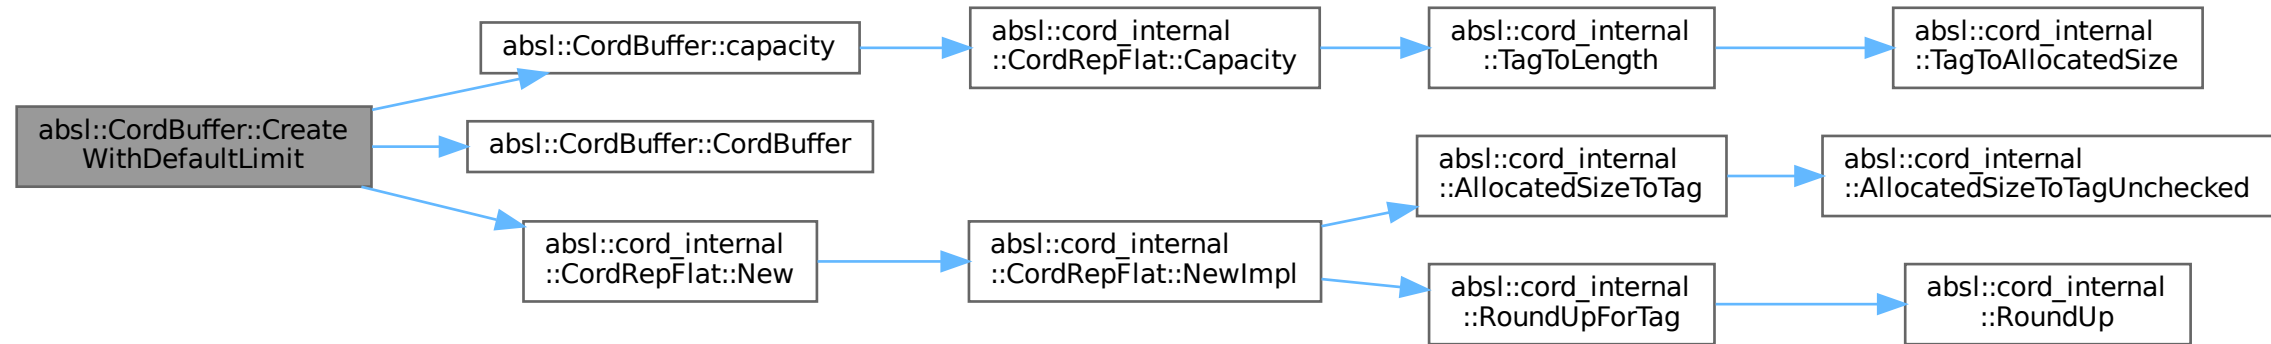 absl::CordBuffer::Create
WithDefaultLimit
absl::CordBuffer::capacity
absl::cord_internal
::CordRepFlat::Capacity
absl::cord_internal
::TagToLength
absl::cord_internal
::TagToAllocatedSize
absl::CordBuffer::CordBuffer
absl::cord_internal
::CordRepFlat::New
absl::cord_internal
::CordRepFlat::NewImpl
absl::cord_internal
::AllocatedSizeToTag
absl::cord_internal
::AllocatedSizeToTagUnchecked
absl::cord_internal
::RoundUpForTag
absl::cord_internal
::RoundUp